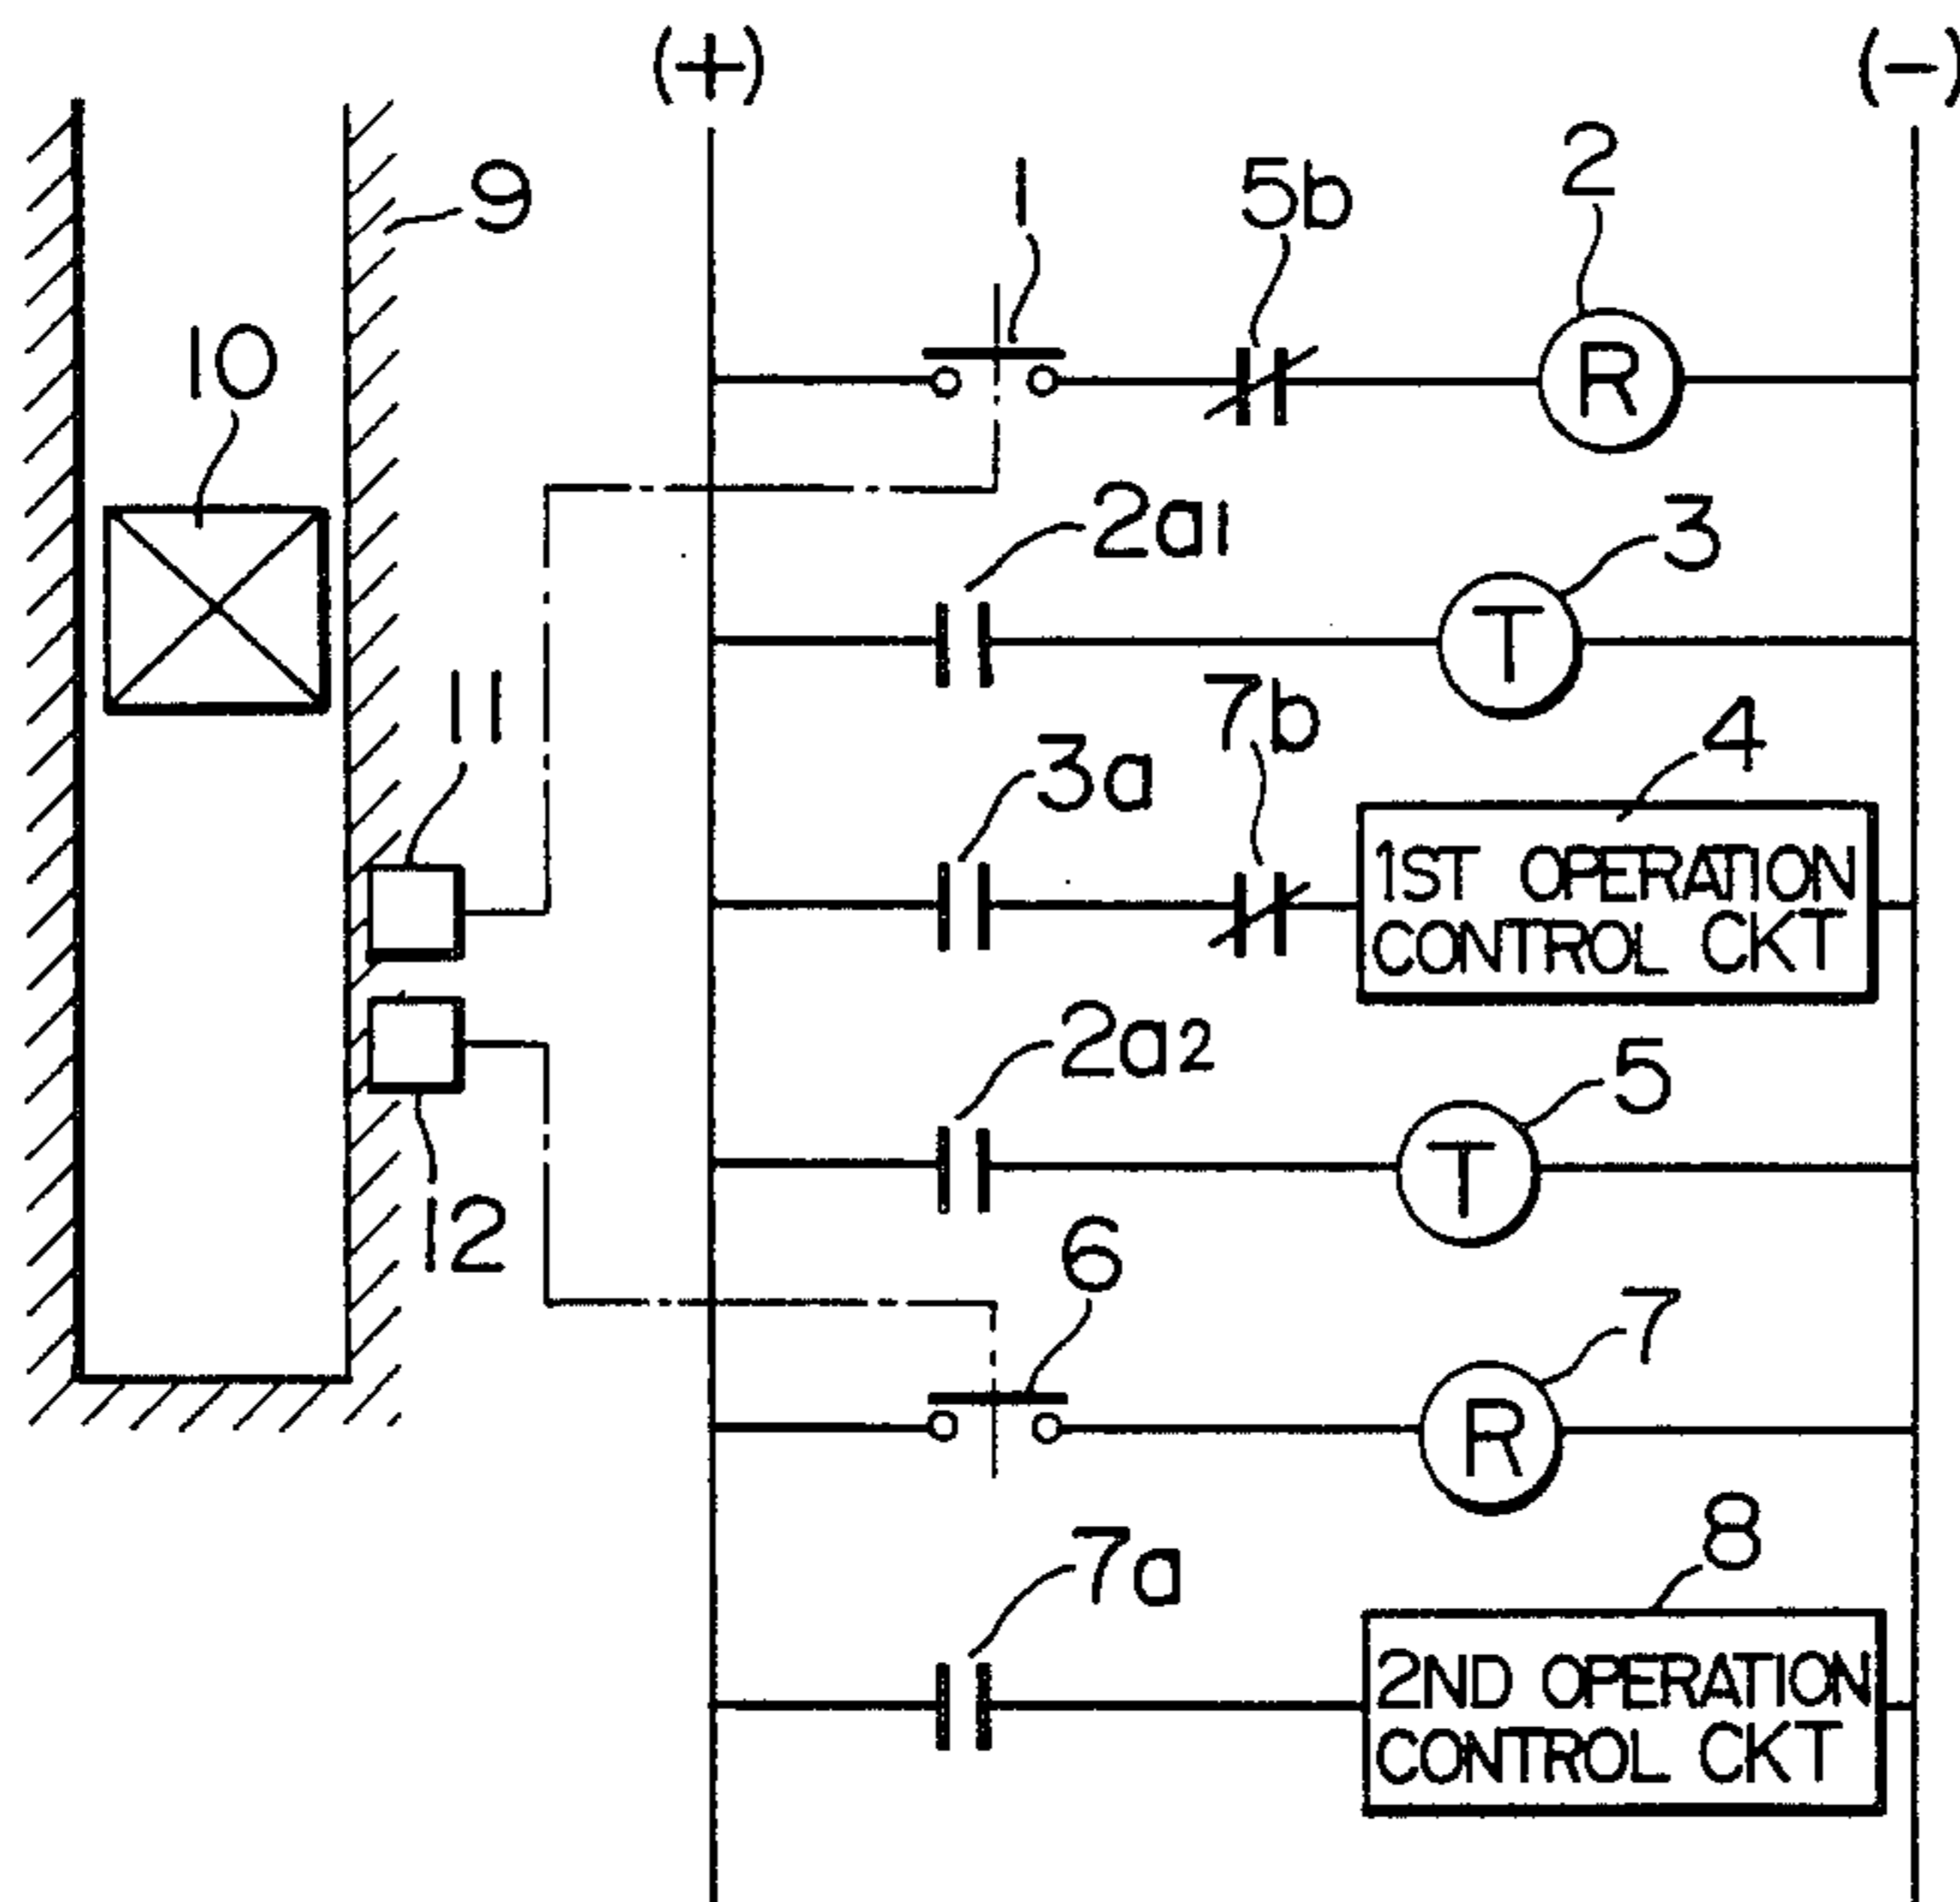 (+)
(-)
9
1
5b
2
R
10
2a1
3
T
11
3a
7b
4
1ST OPERATION
CONTROL CKT
12
2a2
5
T
6
7
R
7a
8
2ND OPERATION
CONTROL CKT